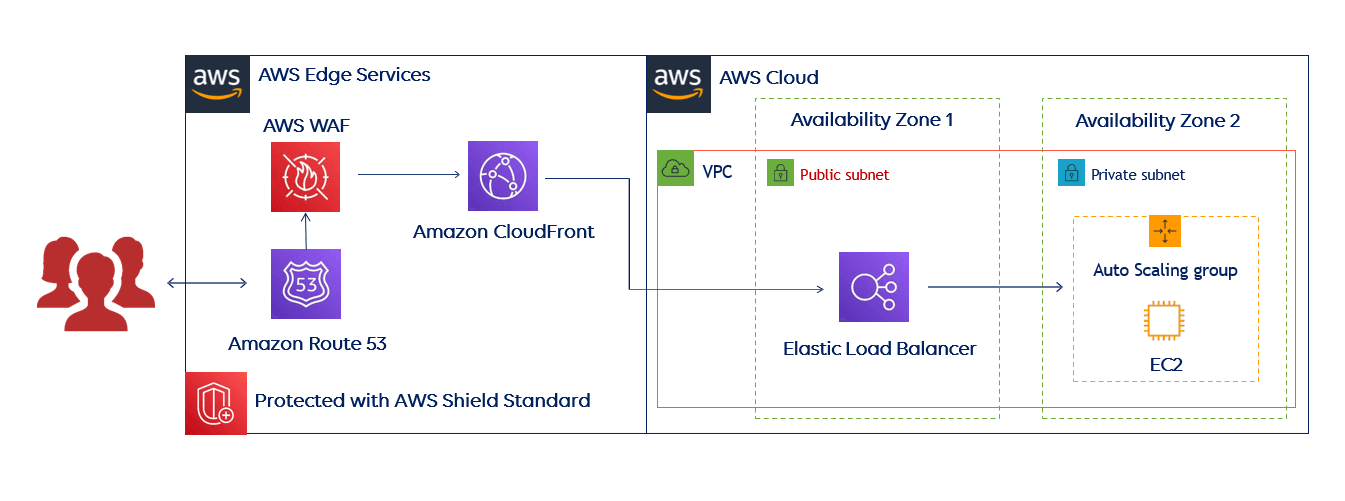 aws
AWS Edge Services
aws
AWS Cloud
AWS WAF
Availability Zone 1
Availability Zone 2
VPC
Public subnet
Private subnet
Amazon CloudFront
53
Auto Scaling group
Amazon Route 53
Elastic Load Balancer
EC2
Protected with AWS Shield Standard